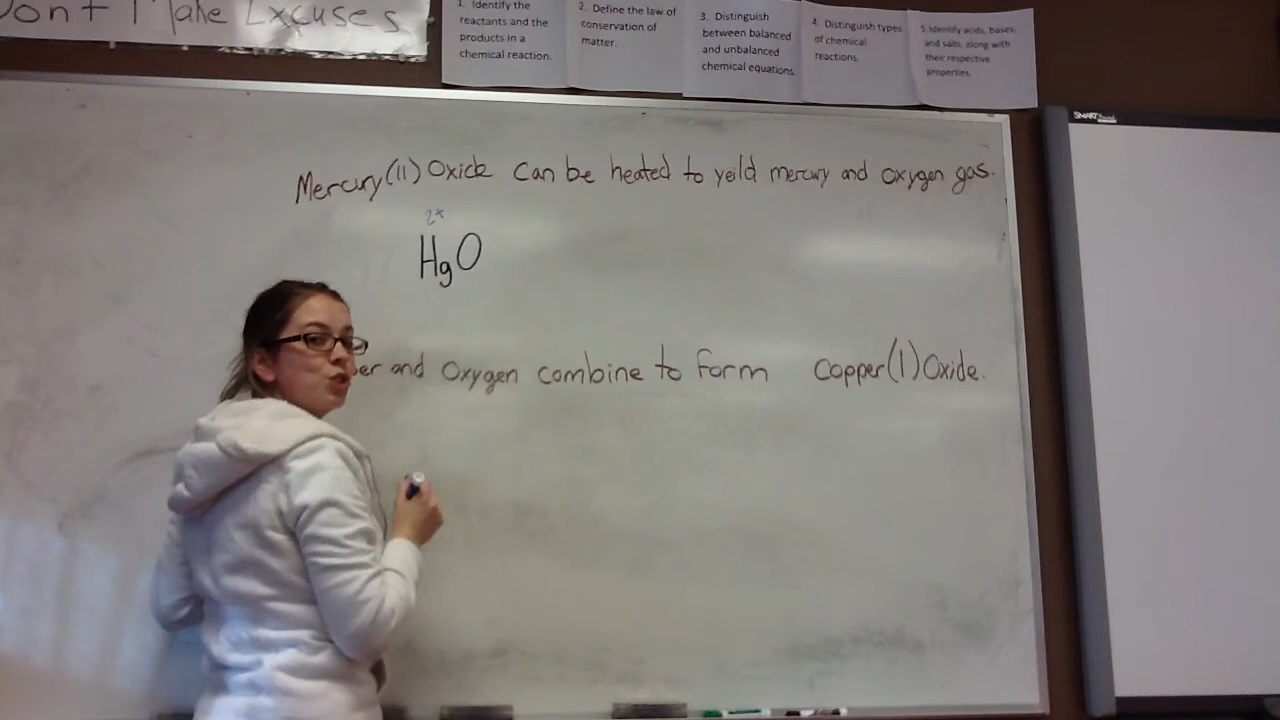 Don't Make Excuses
1. Identify the
reactants and the
products in a
chemical reaction.
2. Define the law of
conservation of
matter.
3. Distinguish
between balanced
and unbalanced
chemical equations.
4. Distinguish types
of chemical
reactions.
5. Identify acids, bases,
and salts, along with
their respective
properties.
SMART
Mercury(II) Oxide can be heated to yeild mercury and oxygen gas.
2+
HgO
er and Oxygen combine to form Copper(I) Oxide.